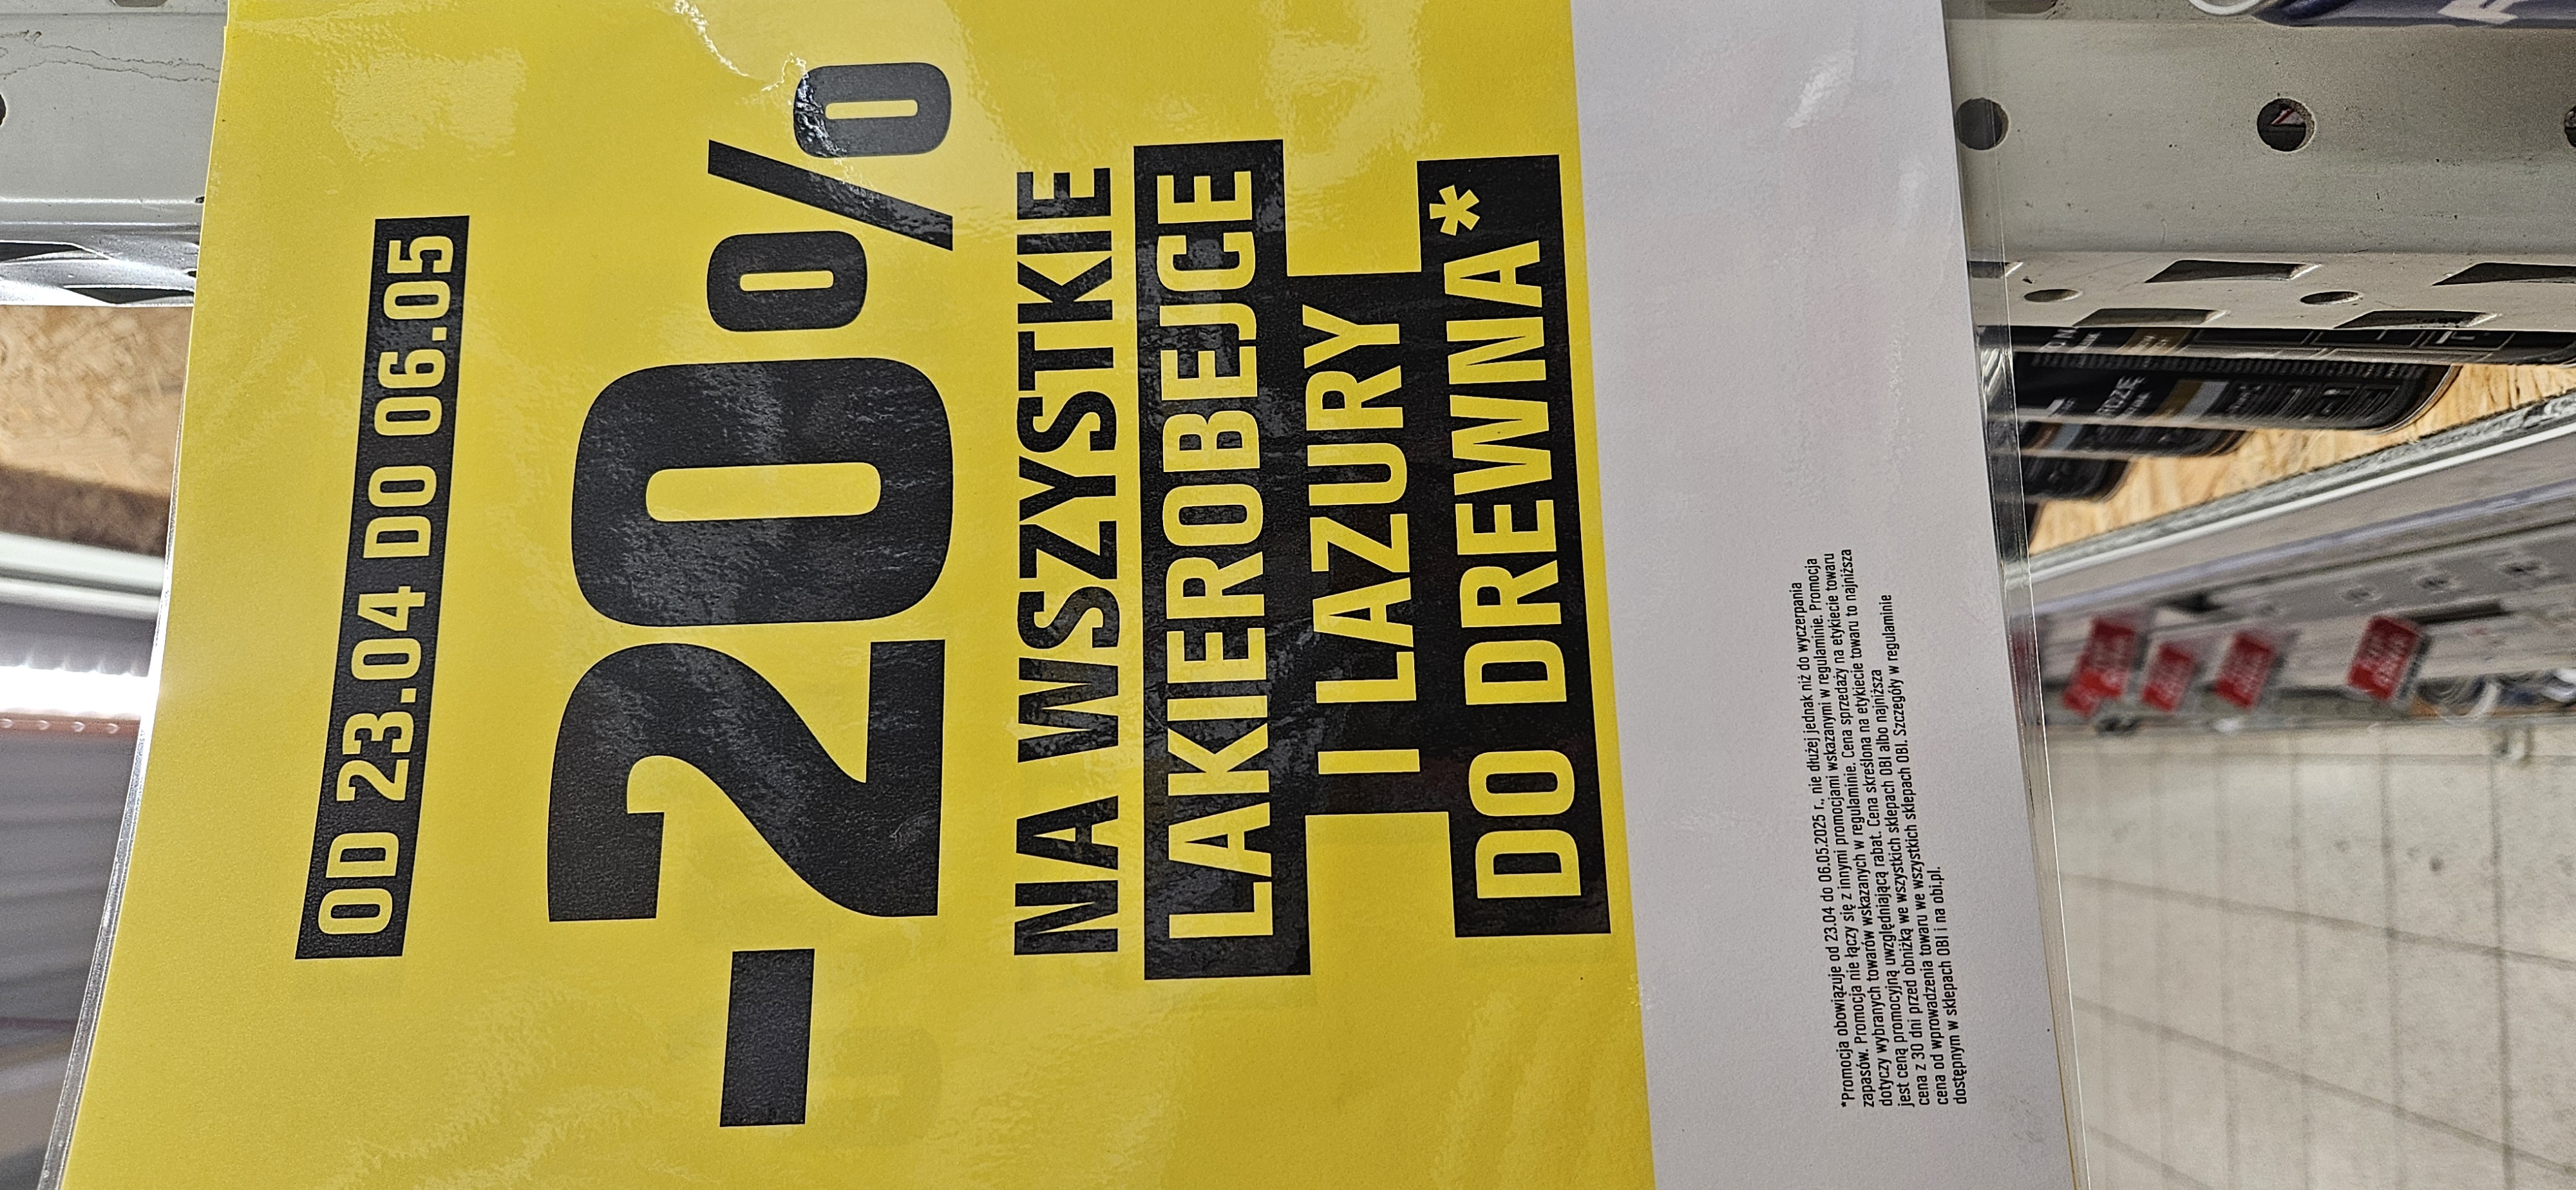 OD 23.04 DO 06.05
-20%
NA WSZYSTKIE
LAKIEROBEJCE
I LAZURY
DO DREWNA*
*Promocja obowiązuje od 23.04 do 06.05.2025 r., nie dłużej jednak niż do wyczerpania
zapasów. Promocja nie łączy się z innymi promocjami wskazanymi w regulaminie. Promocja
dotyczy wybranych towarów wskazanych w regulaminie. Cena sprzedaży na etykiecie towaru
jest ceną promocyjną uwzględniającą rabat. Cena skreślona na etykiecie towaru to najniższa
cena z 30 dni przed obniżką we wszystkich sklepach OBI albo najniższa
cena od wprowadzenia towaru we wszystkich sklepach OBI. Szczegóły w regulaminie
dostępnym w sklepach OBI i na obi.pl.